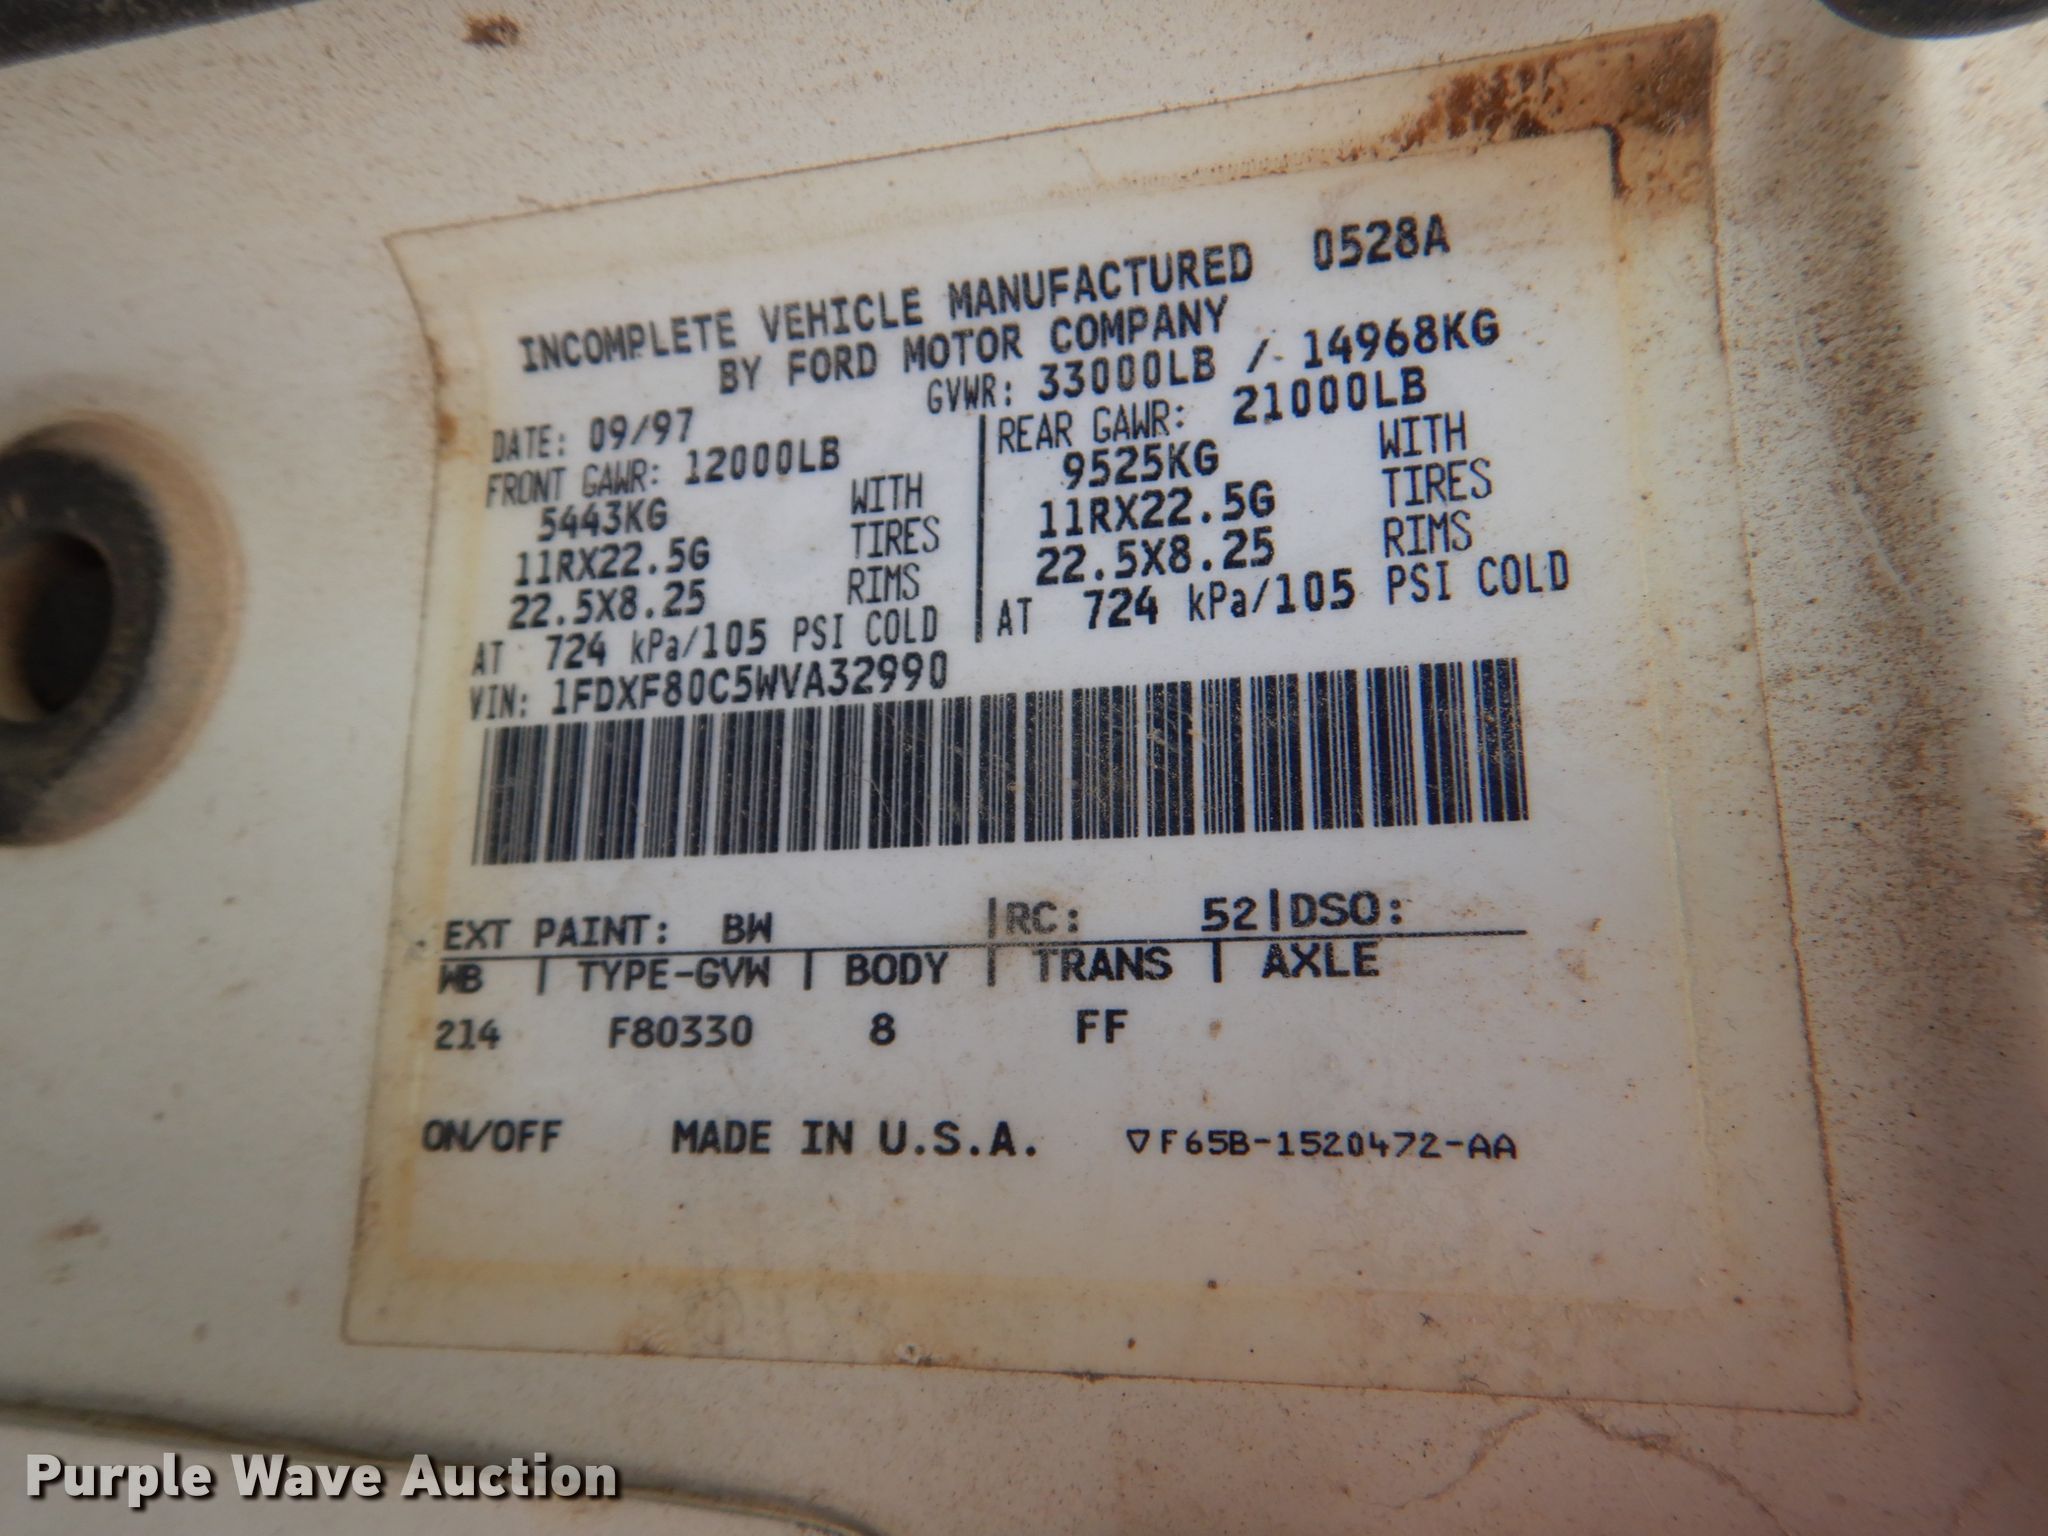 INCOMPLETE VEHICLE MANUFACTURED 0528A
BY FORD MOTOR COMPANY
GVWR: 33000LB / 14968KG
DATE: 09/97
FRONT GAWR: 12000LB
5443KG WITH
11RX22.5G TIRES
22.5X8.25 RIMS
AT 724 kPa/105 PSI COLD
REAR GAWR: 21000LB
9525KG WITH
11RX22.5G TIRES
22.5X8.25 RIMS
AT 724 kPa/105 PSI COLD
VIN: 1FDXF80C5WVA32990
EXT PAINT: BW |RC: 52|DSO:
WB | TYPE-GVW | BODY | TRANS | AXLE
214 F80330 8 FF
ON/OFF MADE IN U.S.A. ▽F65B-1520472-AA
Purple Wave Auction